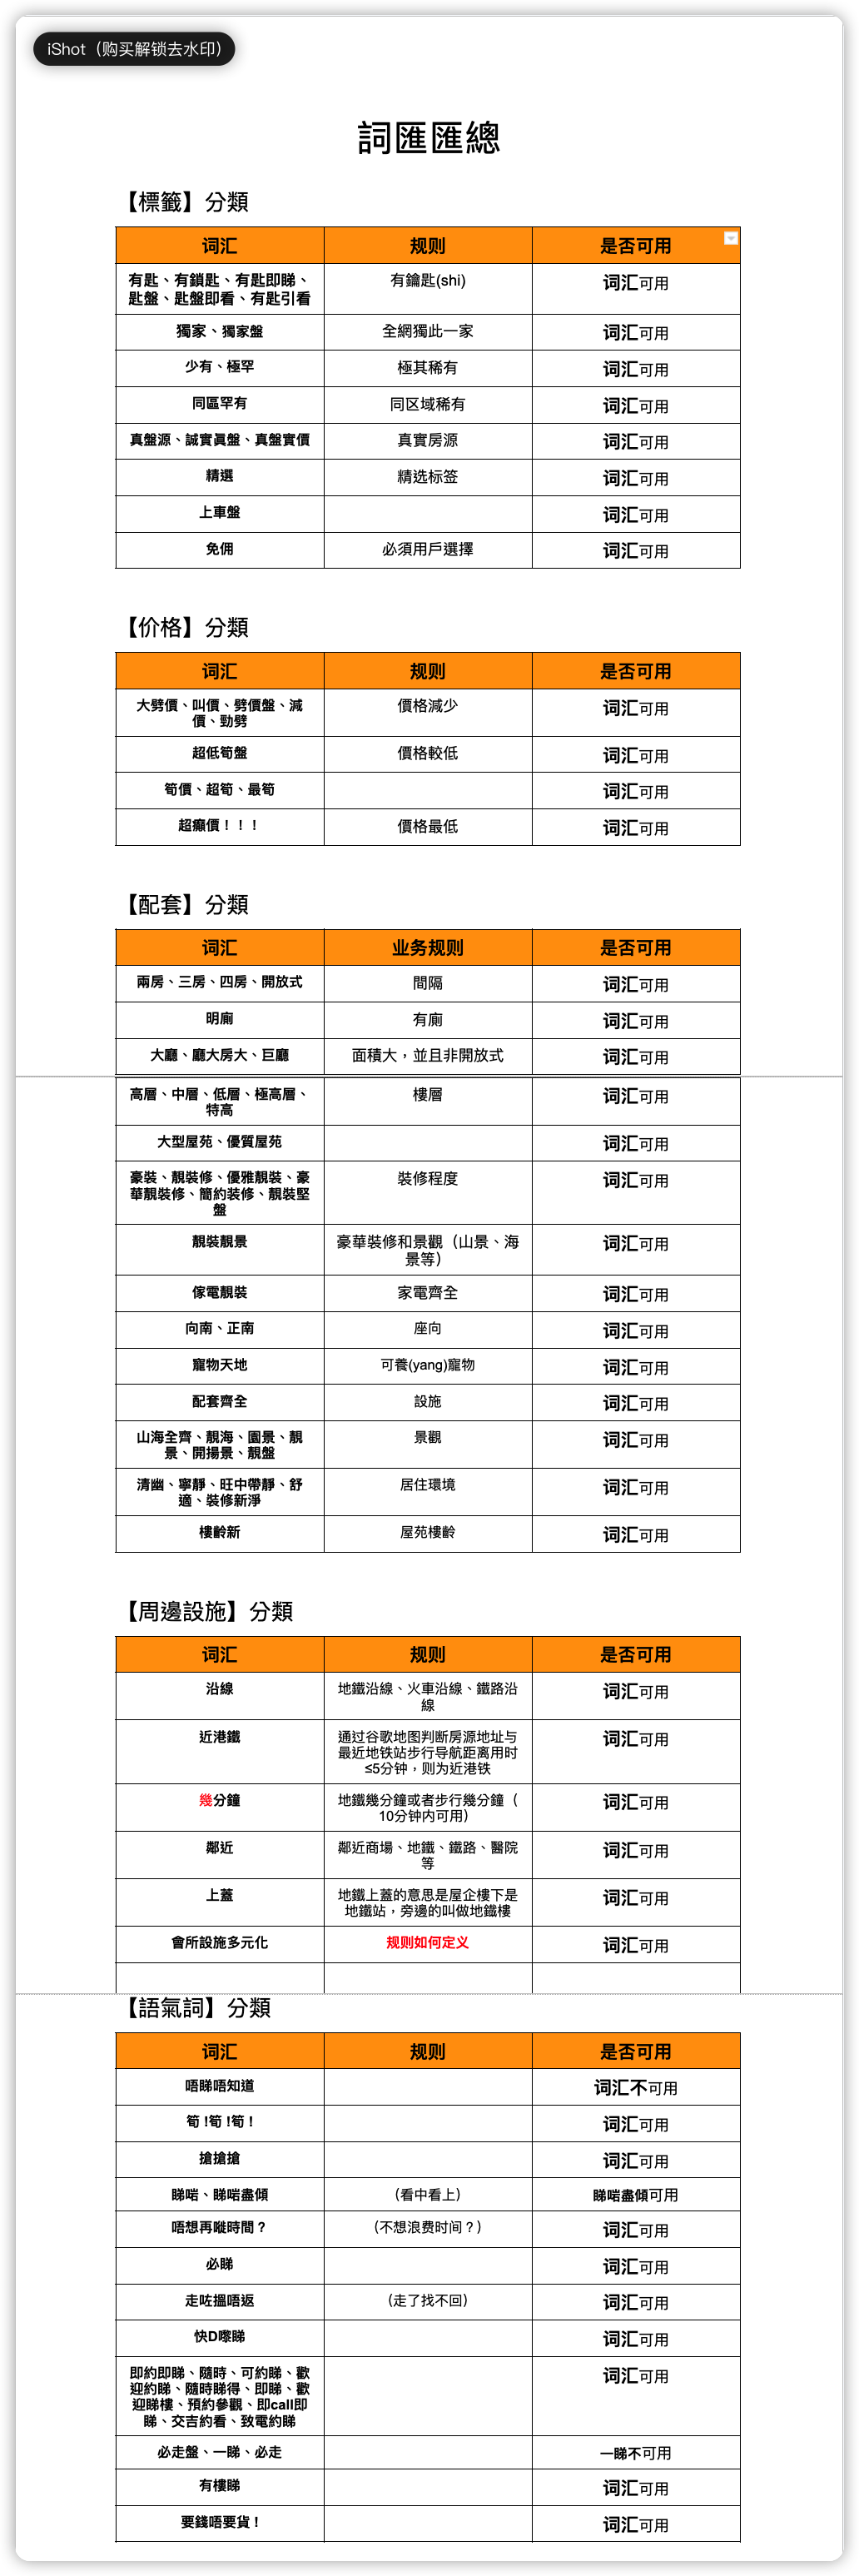 iShot（购买解锁去水印）
詞匯匯總
【標籤】分類
词汇 规则 是否可用
有匙、有鎖匙、有匙即睇、
匙盤、匙盤即看、有匙引看 有鑰匙(shi) 词汇可用
獨家、獨家盤 全網獨此一家 词汇可用
少有、極罕 極其稀有 词汇可用
同區罕有 同区域稀有 词汇可用
真盤源、誠實真盤、真盤實價 真實房源 词汇可用
精選 精选标签 词汇可用
上車盤 词汇可用
免佣 必須用戶選擇 词汇可用
【价格】分類
词汇 规则 是否可用
大劈價、叫價、劈價盤、減
價、勁劈 價格減少 词汇可用
超低筍盤 價格較低 词汇可用
筍價、超筍、最筍 词汇可用
超癲價！！！ 價格最低 词汇可用
【配套】分類
词汇 业务规则 是否可用
兩房、三房、四房、開放式 間隔 词汇可用
明廁 有廁 词汇可用
大廳、廳大房大、巨廳 面積大，並且非開放式 词汇可用
高層、中層、低層、極高層、
特高 樓層 词汇可用
大型屋苑、優質屋苑 词汇可用
豪裝、靚裝修、優雅靚裝、豪
華靚裝修、簡約装修、靚裝堅
盤 裝修程度 词汇可用
靚裝靚景 豪華裝修和景觀（山景、海
景等） 词汇可用
傢電靚裝 家電齊全 词汇可用
向南、正南 座向 词汇可用
寵物天地 可養(yang)寵物 词汇可用
配套齊全 設施 词汇可用
山海全齊、靚海、園景、靚
景、開揚景、靚盤 景觀 词汇可用
清幽、寧靜、旺中帶靜、舒
適、裝修新淨 居住環境 词汇可用
樓齡新 屋苑樓齡 词汇可用
【周邊設施】分類
词汇 规则 是否可用
沿線 地鐵沿線、火車沿線、鐵路沿
線 词汇可用
近港鐵 通过谷歌地图判断房源地址与
最近地铁站步行导航距离用时
≤5分钟，则为近港铁 词汇可用
幾分鐘 地鐵幾分鐘或者步行幾分鐘（
10分钟内可用） 词汇可用
鄰近 鄰近商場、地鐵、鐵路、醫院
等 词汇可用
上蓋 地鐵上蓋的意思是屋企樓下是
地鐵站，旁邊的叫做地鐵樓 词汇可用
會所設施多元化 规则如何定义 词汇可用
【語氣詞】分類
词汇 规则 是否可用
唔睇唔知道 词汇不可用
筍 !筍 !筍 ! 词汇可用
搶搶搶 词汇可用
睇啱、睇啱盡傾 （看中看上） 睇啱盡傾可用
唔想再嘥時間？ （不想浪费时间？） 词汇可用
必睇 词汇可用
走咗搵唔返 （走了找不回） 词汇可用
快D嚟睇 词汇可用
即約即睇、隨時、可約睇、歡
迎約睇、隨時睇得、即睇、歡
迎睇樓、預約參觀、即call即
睇、交吉約看、致電約睇 词汇可用
必走盤、一睇、必走 一睇不可用
有樓睇 词汇可用
要錢唔要貨！ 词汇可用